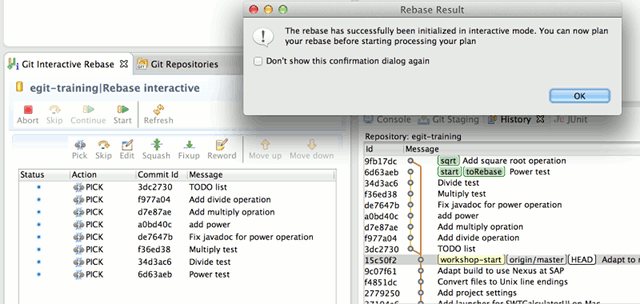 Rebase Result
The rebase has successfully been initialized in interactive mode. You can now plan
your rebase before starting processing your plan
Don't show this confirmation dialog again
OK
Git Interactive Rebase
Git Repositories
egit-training|Rebase interactive
Abort Skip Continue Start Refresh
Pick Skip Edit Squash Fixup Reword Move up Move down
Status Action Commit Id Message
PICK 3dc2730 TODO list
PICK f977a04 Add divide operation
PICK d7e87ae Add multiply operation
PICK a0bd40c add power
PICK de7647b Fix javadoc for power operation
PICK f36ed38 Multiply test
PICK 34d3ac6 Divide test
PICK 6d63aeb Power test
Console Git Staging History JUnit
Repository: egit-training
Id Message
9fb17dc sqrt Add square root operation
6d63aeb start toRebase Power test
34d3ac6 Divide test
f36ed38 Multiply test
de7647b Fix javadoc for power operation
a0bd40c add power
d7e87ae Add multiply operation
f977a04 Add divide operation
3dc2730 TODO list
15c50f2 workshop-start origin/master HEAD Adapt to
9c07f61 Adapt build to use Nexus at SAP
f4851dc Convert files to Unix line endings
2779250 Add project settings
Add launcher for SWTCalculatorUI on Mac